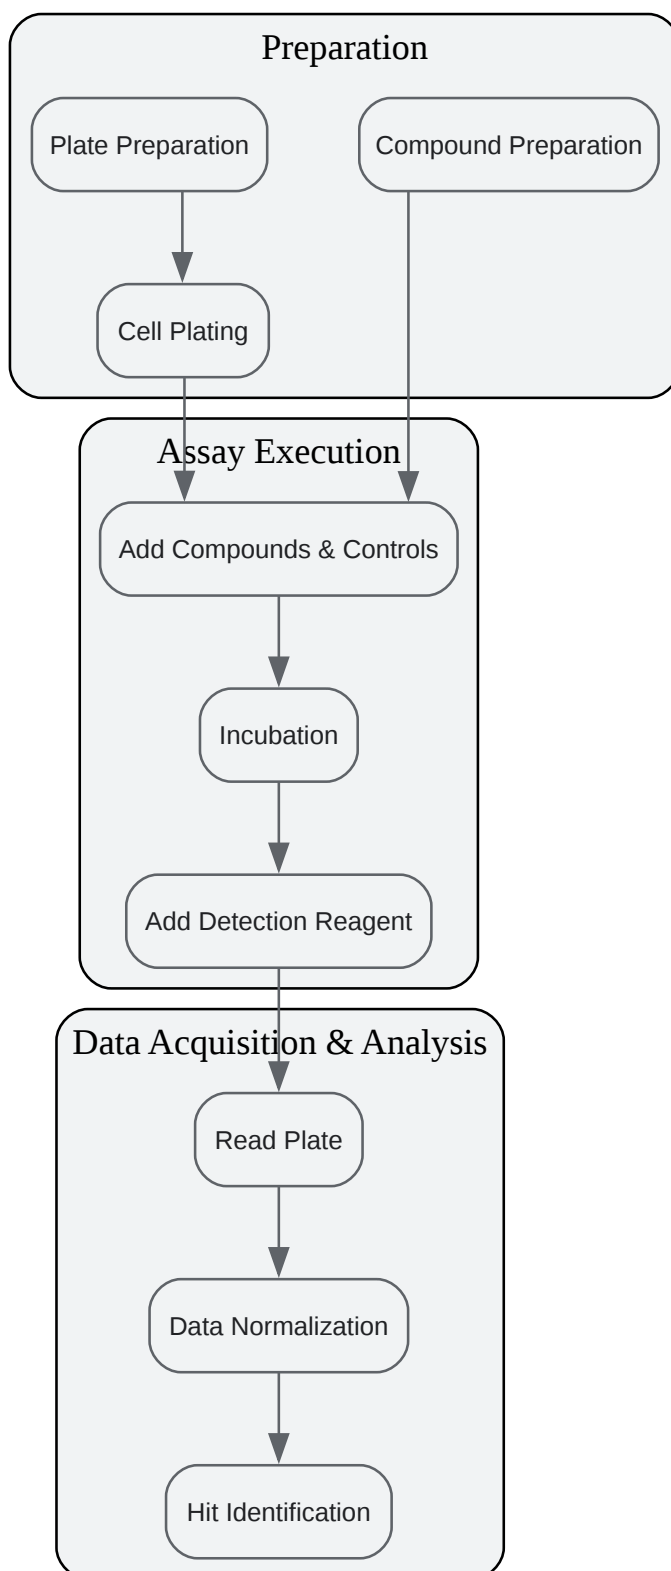 Preparation
Plate Preparation
Compound Preparation
Cell Plating
Assay Execution
Add Compounds & Controls
Incubation
Add Detection Reagent
Data Acquisition & Analysis
Read Plate
Data Normalization
Hit Identification